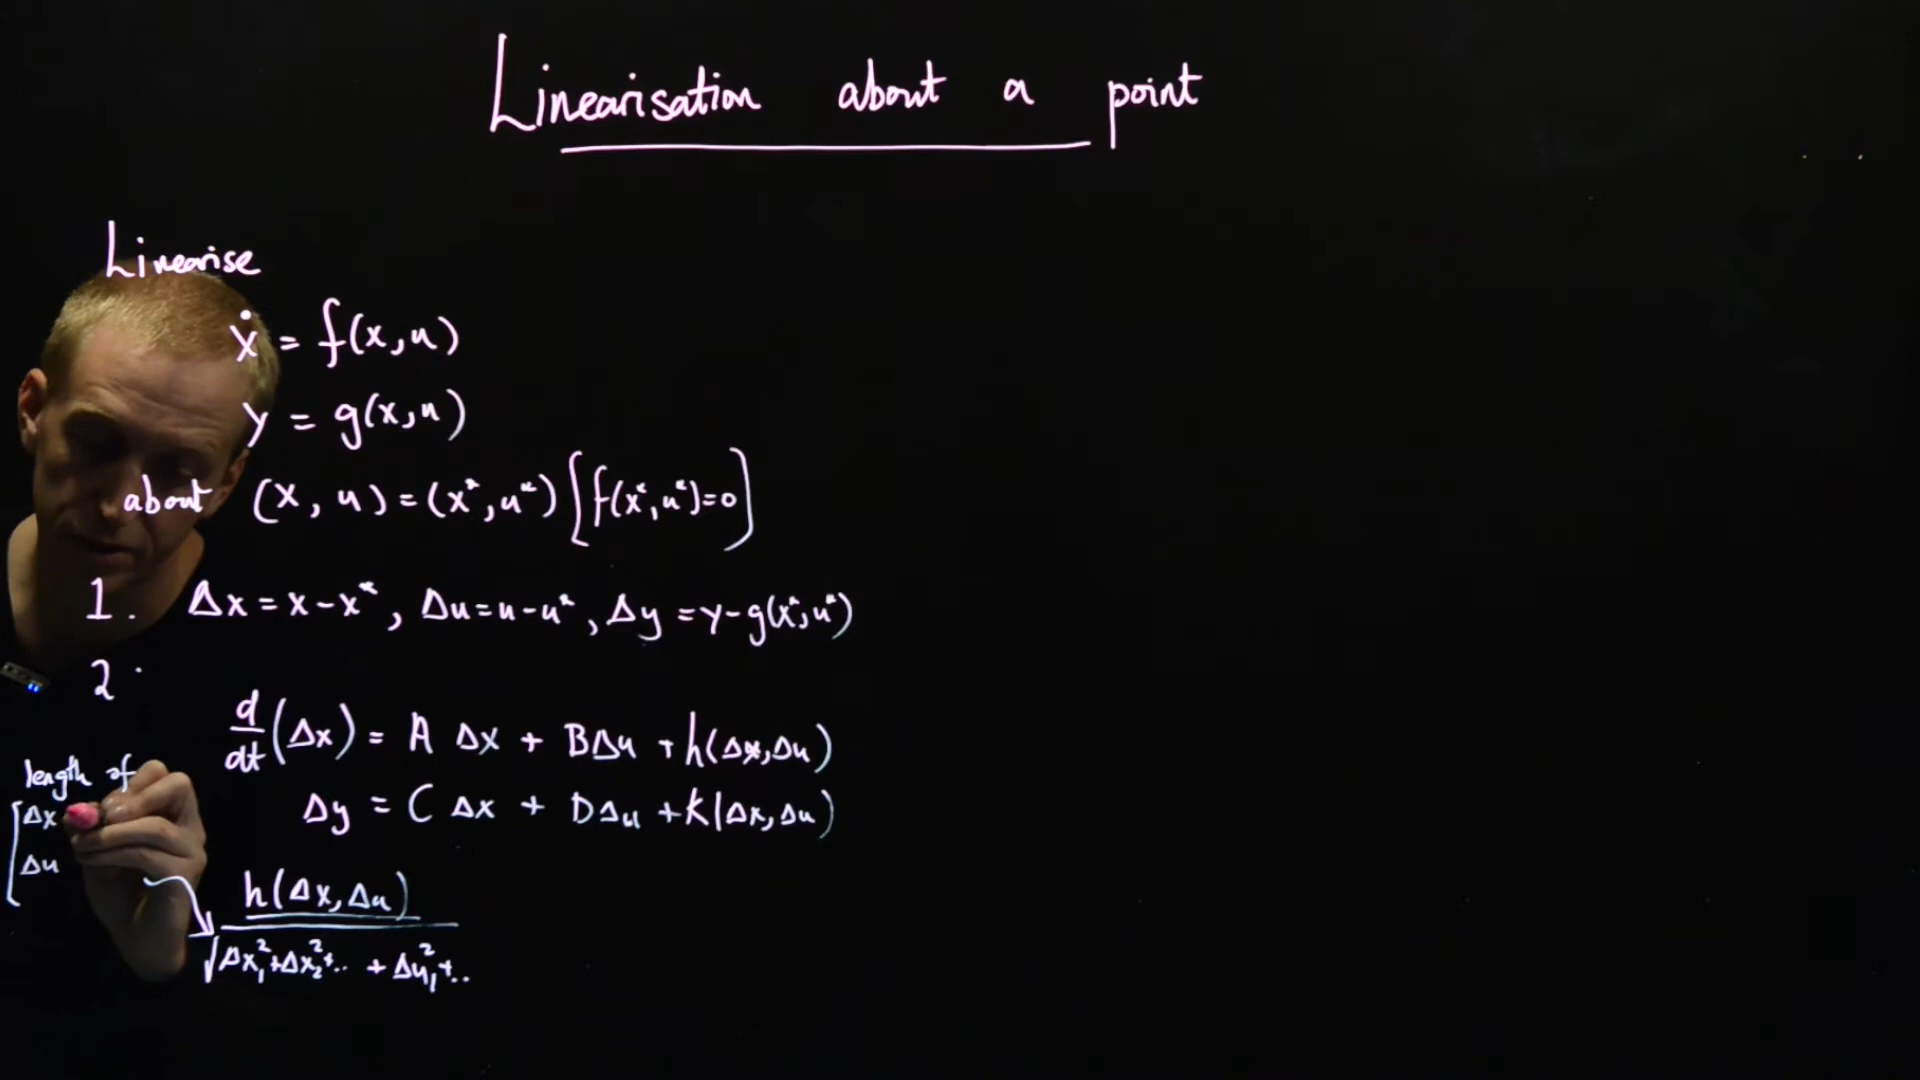 Linearisation about a point
Linearise
ẋ = f(x,u)
y = g(x,u)
about (x, u) = (x*, u*) [f(x*, u*)=0]
1. Δx = x - x*, Δu = u - u*, Δy = y - g(x*, u*)
2.
d/dt (Δx) = A Δx + BΔu + h(Δx,Δu)
Δy = C Δx + DΔu + k(Δx,Δu)
length of
[Δx
Δu
h(Δx,Δu)
√Δx₁²+Δx₂²+.. + Δu₁²+..